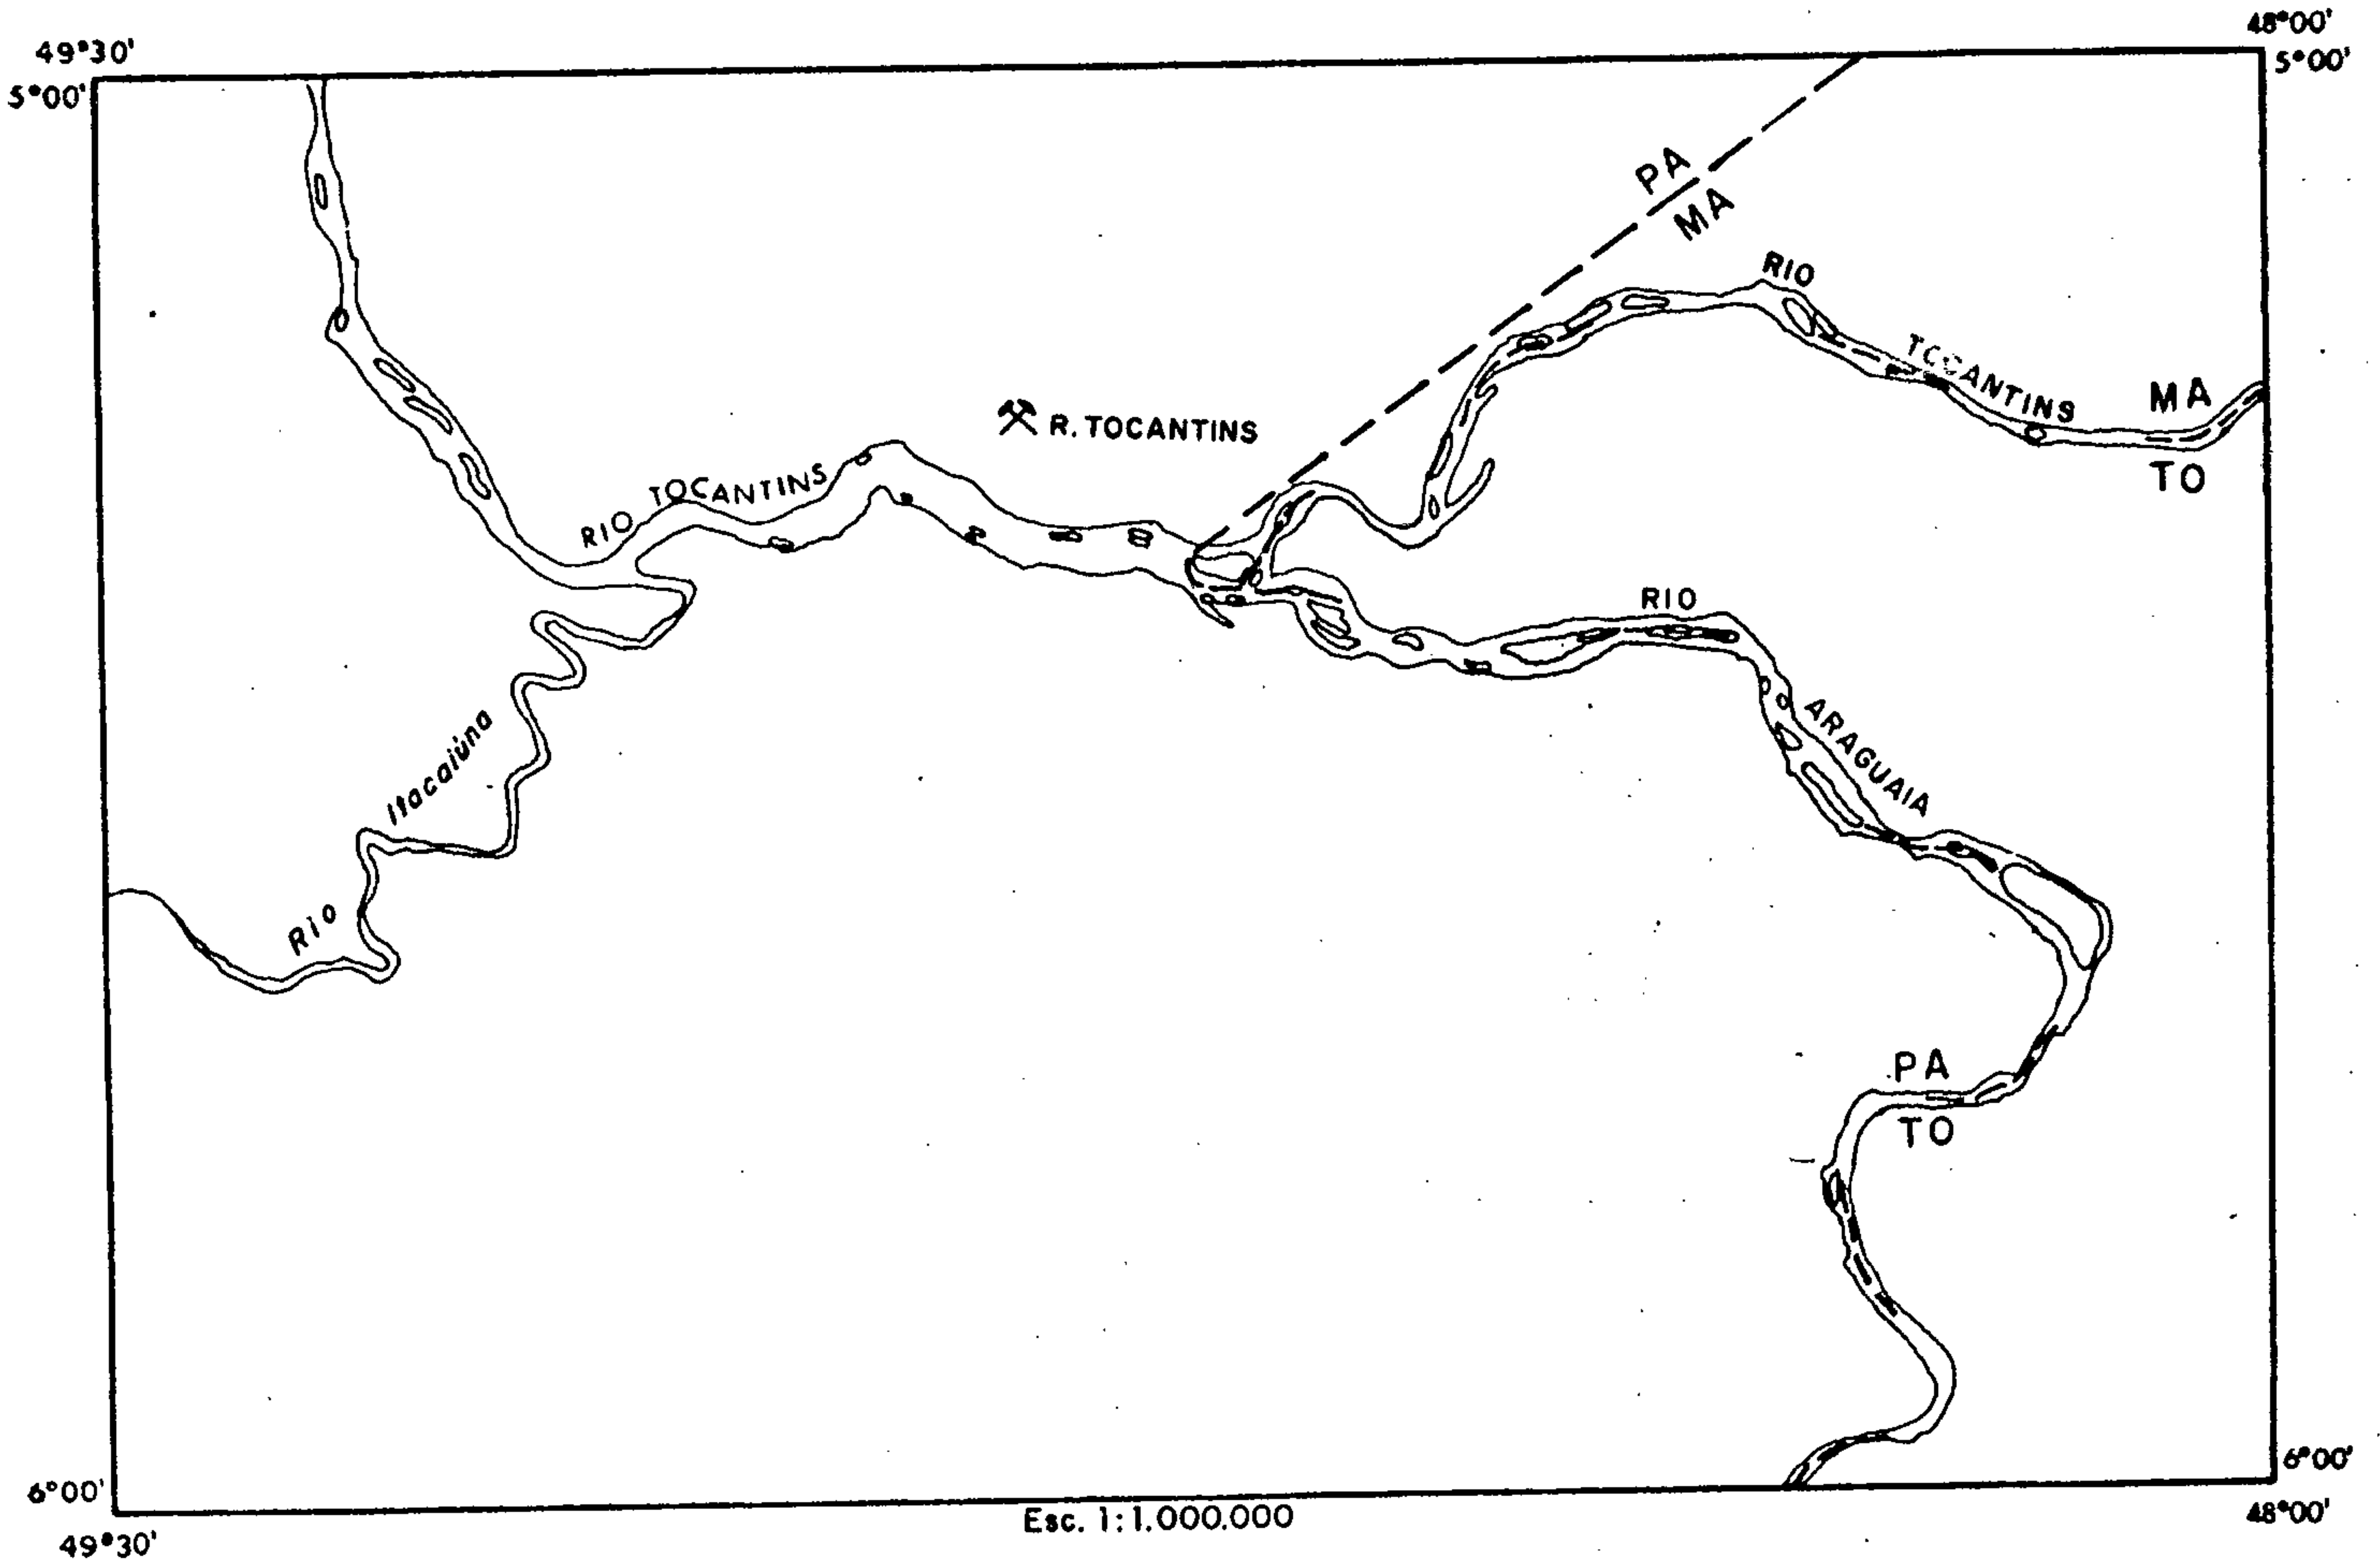 49°30'
48°00'
5°00'
5°00'
PA
MA
RIO
TOCANTINS
MA
TO
R. TOCANTINS
RIO TOCANTINS
RIO
ARAGUAIA
Rio Itacaiúna
PA
TO
6°00'
6°00'
49°30'
Esc. 1:1.000.000
48°00'